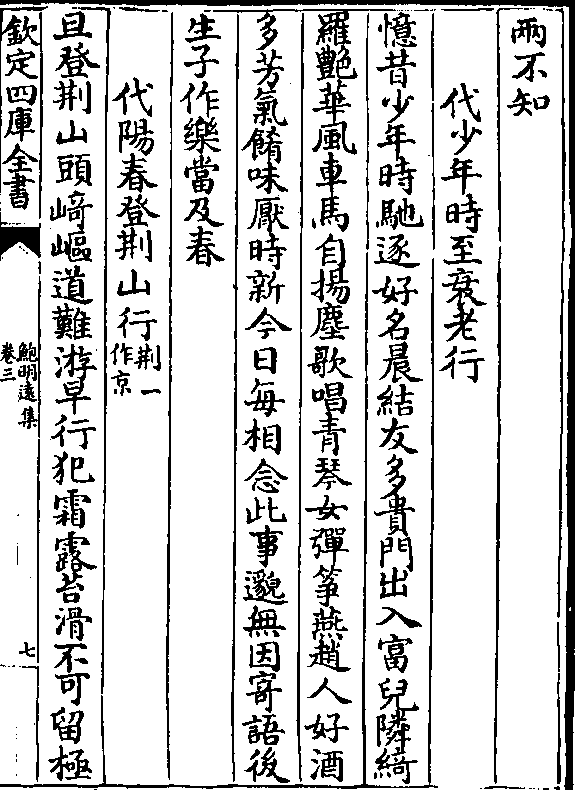 兩不知
代少年時至衰老行
憶昔少年時馳逐好名晨結友多貴門出入富兒隣綺
羅艷華風車馬自揚塵歌唱青琴女彈筝燕趙人好酒
多芳氣餚味厭時新今日每相念此事邈無因寄語後
生子作樂當及春
代陽春登荆山行荆一作京
且登荆山頭﨑嶇道難游早行犯霜露苔滑不可留極
欽定四庫全書
鮑明遠集
卷三
七